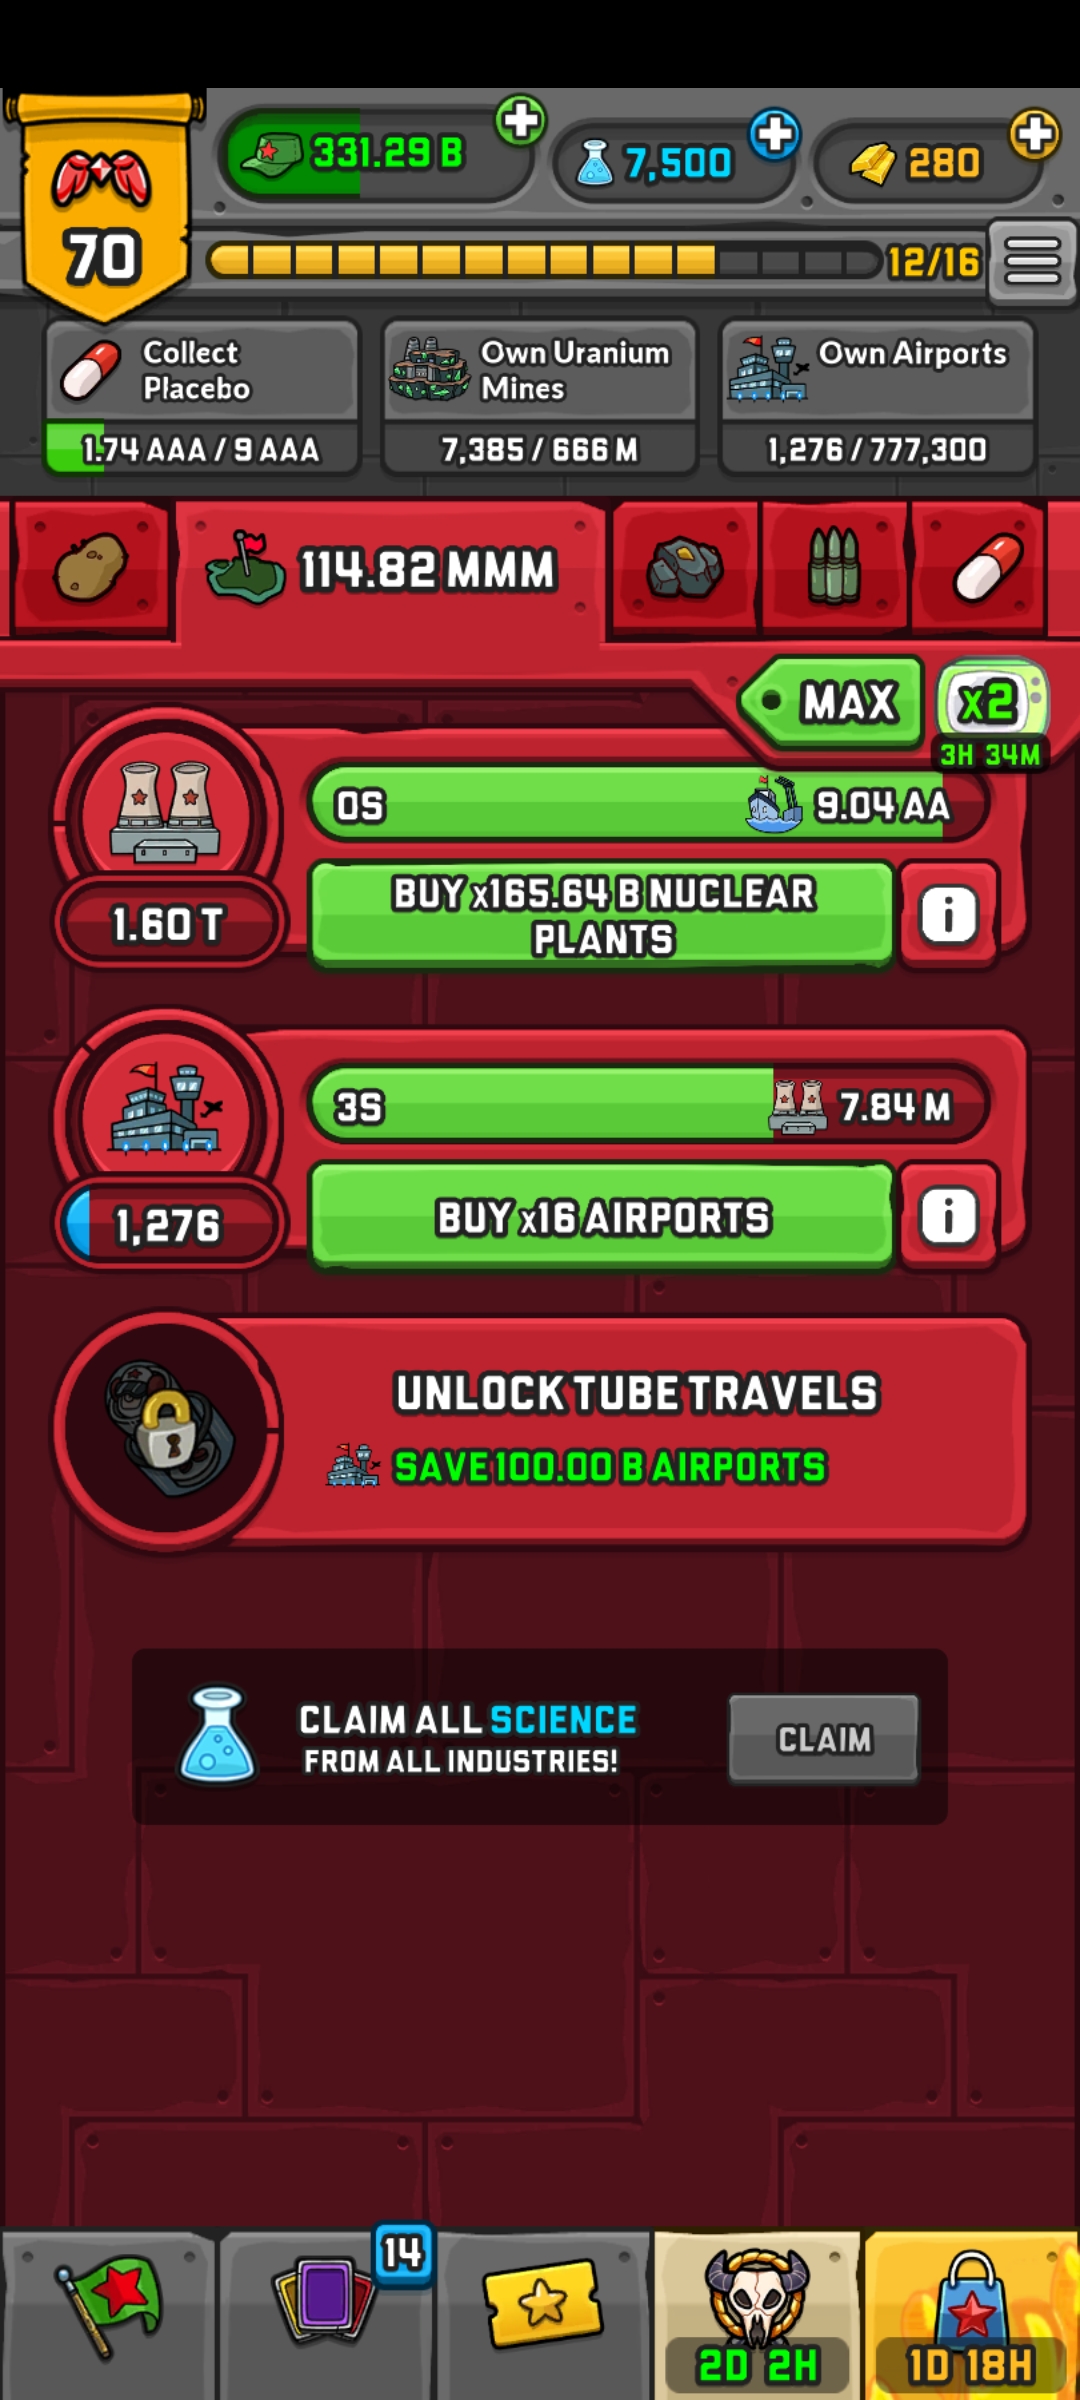 331.29 B
7,500
280
70
12/16
Collect
Placebo
1.74 AAA / 9 AAA
Own Uranium
Mines
7,385 / 666 M
Own Airports
1,276 / 777,300
114.82 MMM
MAX
x2
3H 34M
0S
9.04 AA
1.60 T
BUY x165.64 B NUCLEAR
PLANTS
i
3S
7.84 M
1,276
BUY x16 AIRPORTS
i
UNLOCK TUBE TRAVELS
SAVE 100.00 B AIRPORTS
CLAIM ALL SCIENCE
FROM ALL INDUSTRIES!
CLAIM
14
2D 2H
1D 18H